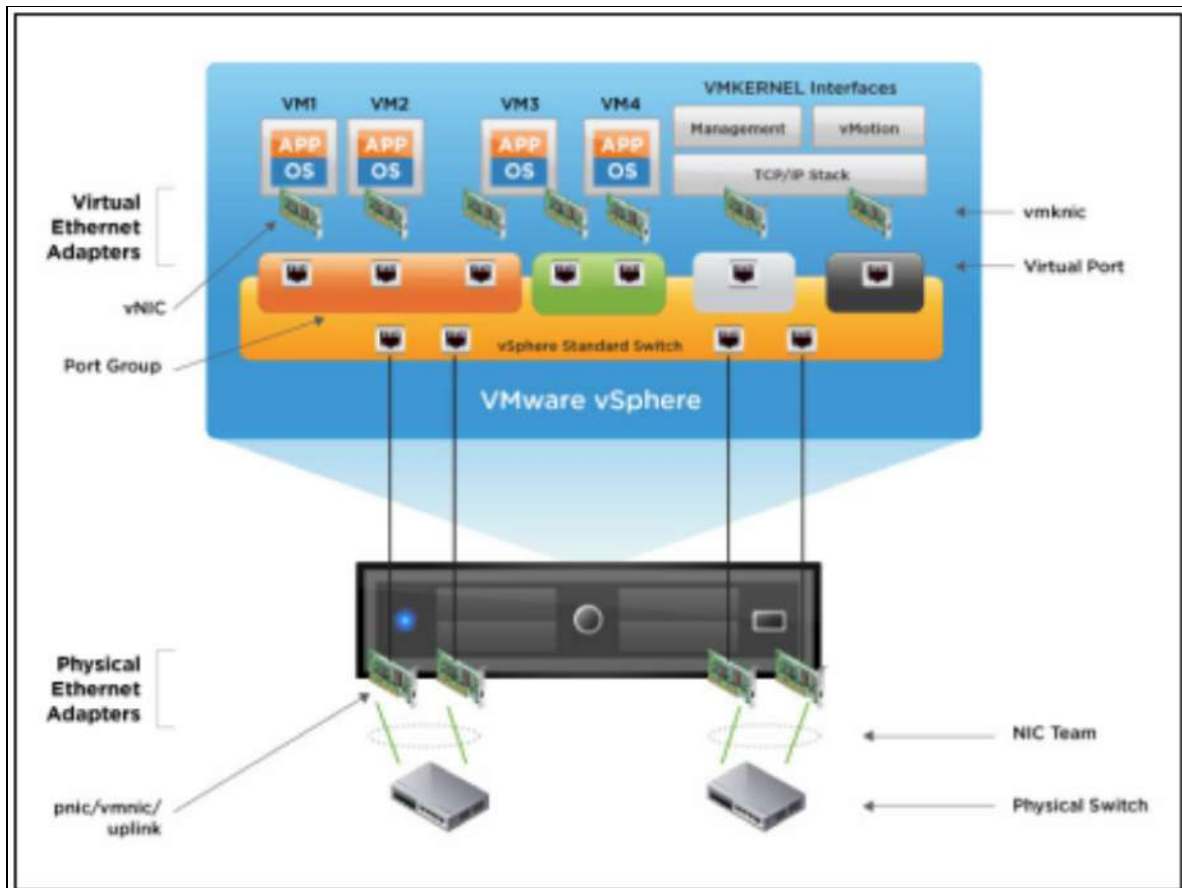 VMKERNEL Interfaces
VM1
VM2
VM3
VM4
Management
vMotion
APP
OS
APP
OS
APP
OS
APP
OS
TCP/IP Stack
Virtual
Ethernet
Adapters
vmknic
Virtual Port
vNIC
Port Group
vSphere Standard Switch
VMware vSphere
Physical
Ethernet
Adapters
NIC Team
pnic/vmnic/
uplink
Physical Switch